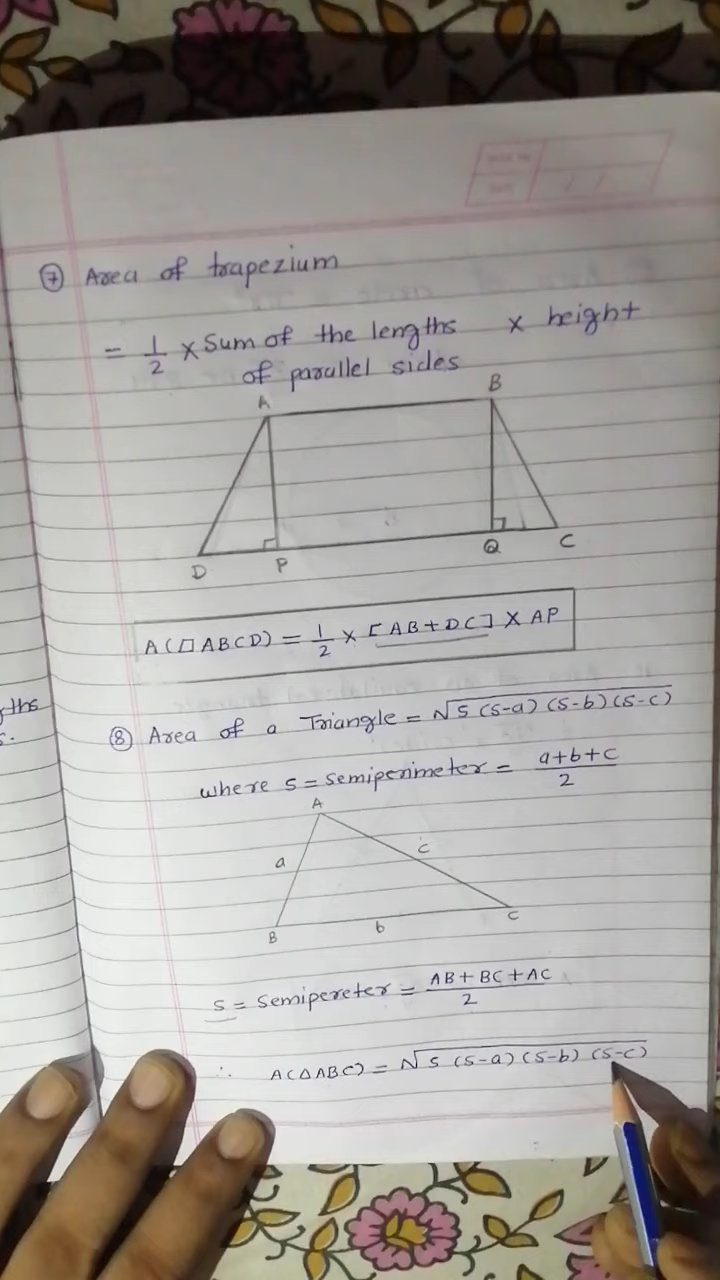 ⑦ Area of trapezium
= 1/2 × Sum of the lengths × height
of parallel sides
A B
D P Q C
A(□ABCD) = 1/2 × [AB+DC] × AP
⑧ Area of a Triangle = √s(s-a)(s-b)(s-c)
where s = semiperimeter = a+b+c/2
A
a c
B b C
s = semipereter = AB+BC+AC/2
∴ A(△ABC) = √s(s-a)(s-b)(s-c)